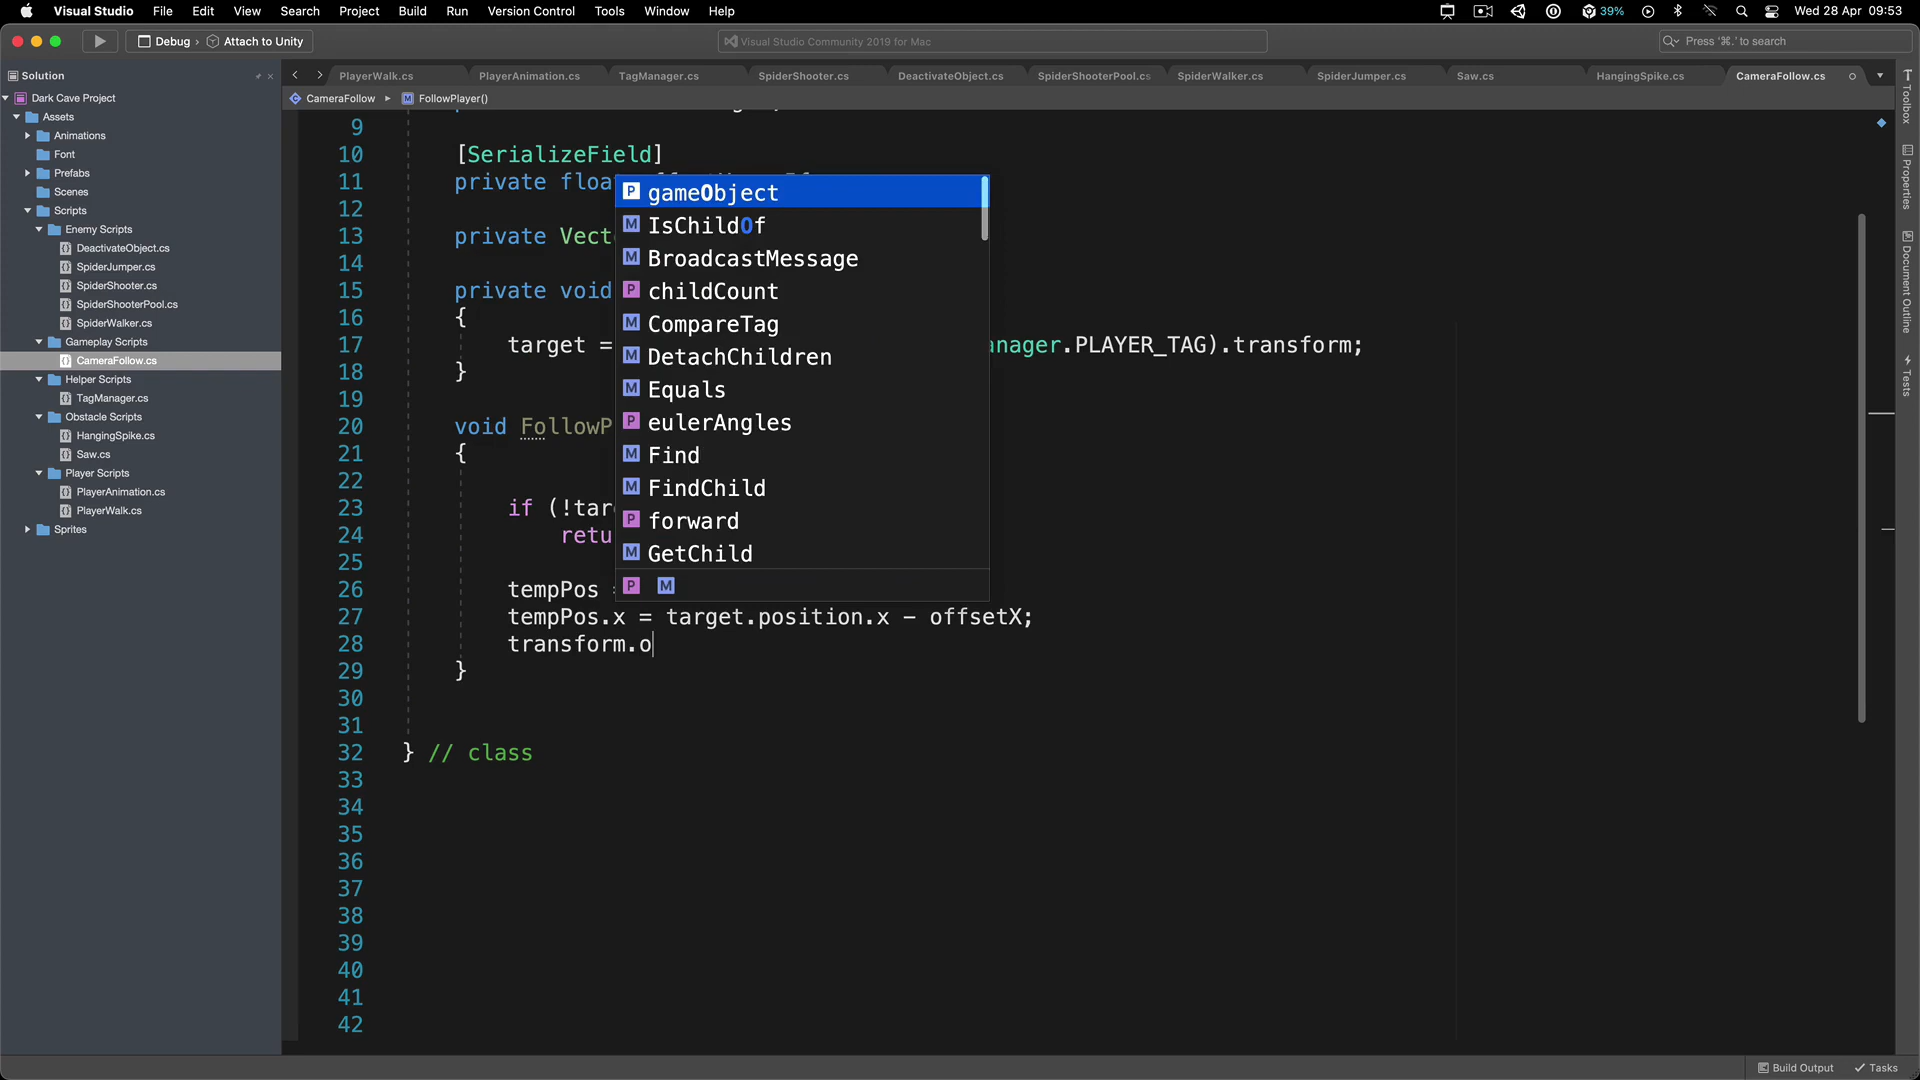 Visual Studio File Edit View Search Project Build Run Version Control Tools Window Help 39% Wed 28 Apr 09:53
Debug › Attach to Unity Visual Studio Community 2019 for Mac Press '⌘.' to search
Solution
PlayerWalk.cs PlayerAnimation.cs TagManager.cs SpiderShooter.cs DeactivateObject.cs SpiderShooterPool.cs SpiderWalker.cs SpiderJumper.cs Saw.cs HangingSpike.cs CameraFollow.cs
CameraFollow FollowPlayer()
Dark Cave Project
Assets
Animations
Font
Prefabs
Scenes
Scripts
Enemy Scripts
DeactivateObject.cs
SpiderJumper.cs
SpiderShooter.cs
SpiderShooterPool.cs
SpiderWalker.cs
Gameplay Scripts
CameraFollow.cs
Helper Scripts
TagManager.cs
Obstacle Scripts
HangingSpike.cs
Saw.cs
Player Scripts
PlayerAnimation.cs
PlayerWalk.cs
Sprites
9
10 [SerializeField]
11 private float
12
13 private Vect
14
15 private void
16 {
17 target = anager.PLAYER_TAG).transform;
18 }
19
20 void FollowP
21 {
22
23 if (!tar
24 retu
25
26 tempPos =
27 tempPos.x = target.position.x - offsetX;
28 transform.o
29 }
30
31
32 } // class
33
34
35
36
37
38
39
40
41
42
P gameObject
M IsChildOf
M BroadcastMessage
P childCount
M CompareTag
M DetachChildren
M Equals
P eulerAngles
M Find
M FindChild
P forward
M GetChild
P M
Toolbox
Properties
Document Outline
Tests
Build Output Tasks